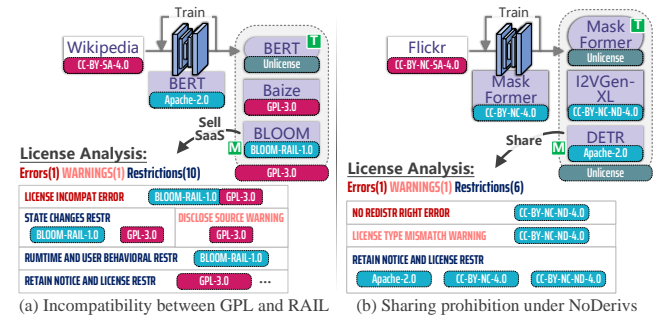 Train
Wikipedia
CC-BY-SA-4.0
BERT
Apache-2.0
BERT
T
Unlicense
Baize
GPL-3.0
BLOOM
BLOOM-RAIL-1.0
M
GPL-3.0
Sell
SaaS
License Analysis:
Errors(1) WARNINGS(1) Restrictions(10)
LICENSE INCOMPAT ERROR BLOOM-RAIL-1.0 GPL-3.0
STATE CHANGES RESTR DISCLOSE SOURCE WARNING
BLOOM-RAIL-1.0 GPL-3.0 GPL-3.0
RUMTIME AND USER BEHAVIORAL RESTR BLOOM-RAIL-1.0
RETAIN NOTICE AND LICENSE RESTR GPL-3.0 ...
(a) Incompatibility between GPL and RAIL
Train
Flickr
CC-BY-NC-SA-4.0
Mask
Former
CC-BY-NC-4.0
Mask
Former
T
Unlicense
I2VGen-
XL
CC-BY-NC-ND-4.0
DETR
Apache-2.0
M
Unlicense
Share
License Analysis:
Errors(1) WARNINGS(1) Restrictions(6)
NO REDISTR RIGHT ERROR CC-BY-NC-ND-4.0
LICENSE TYPE MISMATCH WARNING CC-BY-NC-ND-4.0
RETAIN NOTICE AND LICENSE RESTR
Apache-2.0 CC-BY-NC-4.0 CC-BY-NC-ND-4.0
(b) Sharing prohibition under NoDerivs